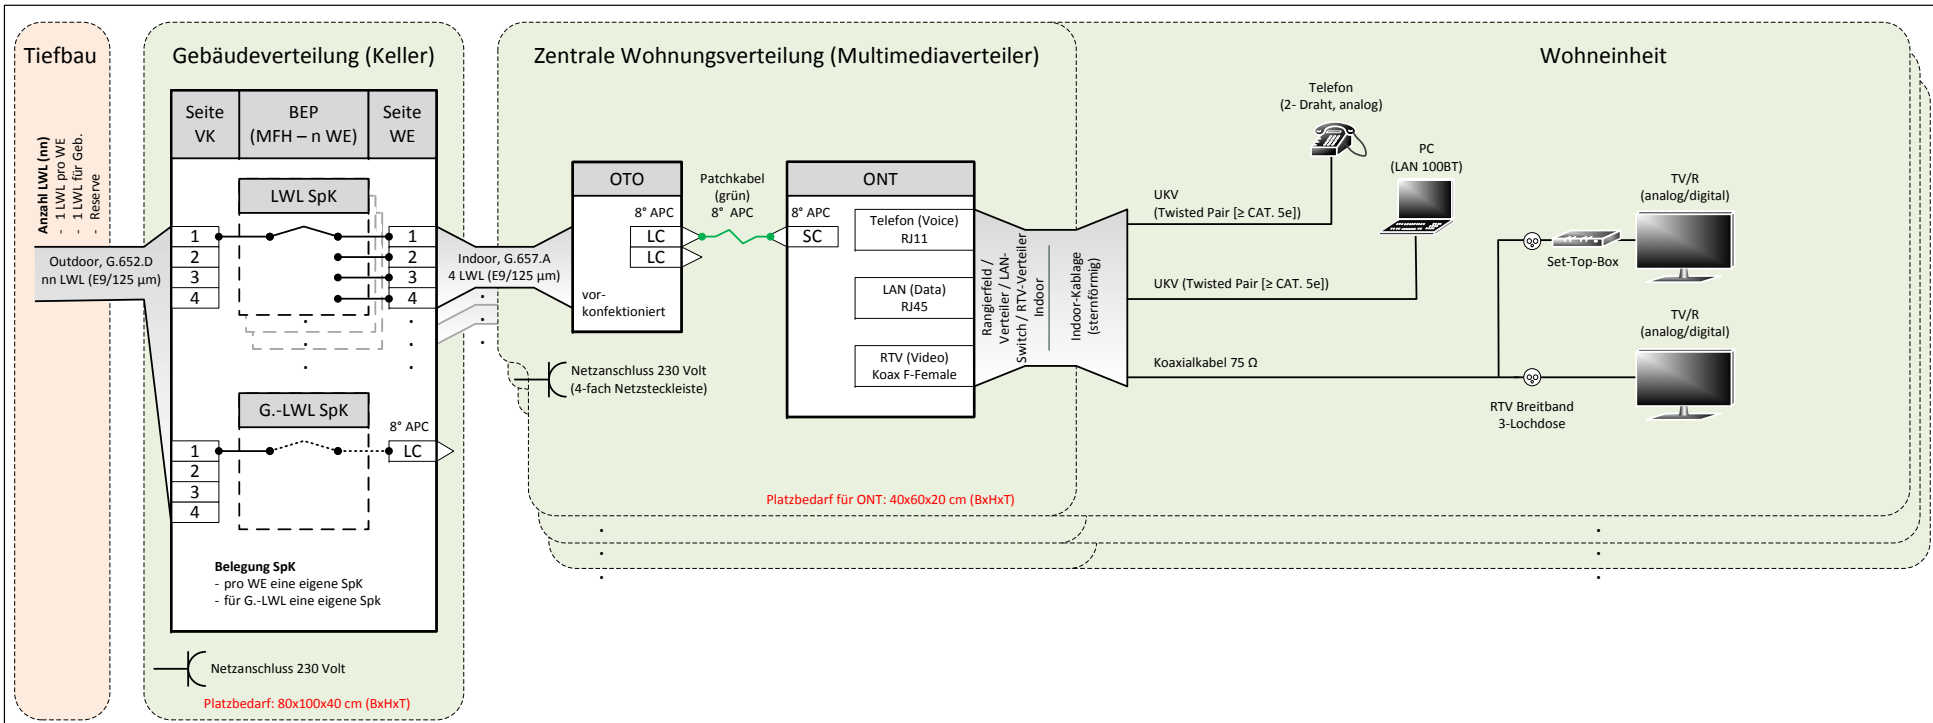 Tiefbau
Anzahl LWL (nn)
- 1 LWL pro WE
- 1 LWL für Geb.
- Reserve
Outdoor, G.652.D
nn LWL (E9/125 µm)
Gebäudeverteilung (Keller)
Seite
VK
BEP
(MFH – n WE)
Seite
WE
LWL SpK
1
2
3
4
1
2
3
4
.
.
.
.
.
.
G.-LWL SpK
8° APC
1
2
3
4
LC
Belegung SpK
- pro WE eine eigene SpK
- für G.-LWL eine eigene Spk
Netzanschluss 230 Volt
Platzbedarf: 80x100x40 cm (BxHxT)
Indoor, G.657.A
4 LWL (E9/125 µm)
.
.
.
Zentrale Wohnungsverteilung (Multimediaverteiler)
OTO
8° APC
LC
LC
vor-
konfektioniert
Patchkabel
(grün)
8° APC
ONT
8° APC
SC
Telefon (Voice)
RJ11
LAN (Data)
RJ45
RTV (Video)
Koax F-Female
Netzanschluss 230 Volt
(4-fach Netzsteckleiste)
Platzbedarf für ONT: 40x60x20 cm (BxHxT)
Rangierfeld /
Verteiler / LAN-
Switch / RTV-Verteiler
Indoor
Indoor-Kablage
(sternförmig)
Wohneinheit
Telefon
(2- Draht, analog)
PC
(LAN 100BT)
UKV
(Twisted Pair [≥ CAT. 5e])
UKV (Twisted Pair [≥ CAT. 5e])
Koaxialkabel 75 Ω
TV/R
(analog/digital)
Set-Top-Box
TV/R
(analog/digital)
RTV Breitband
3-Lochdose
.
.
.
.
.
.